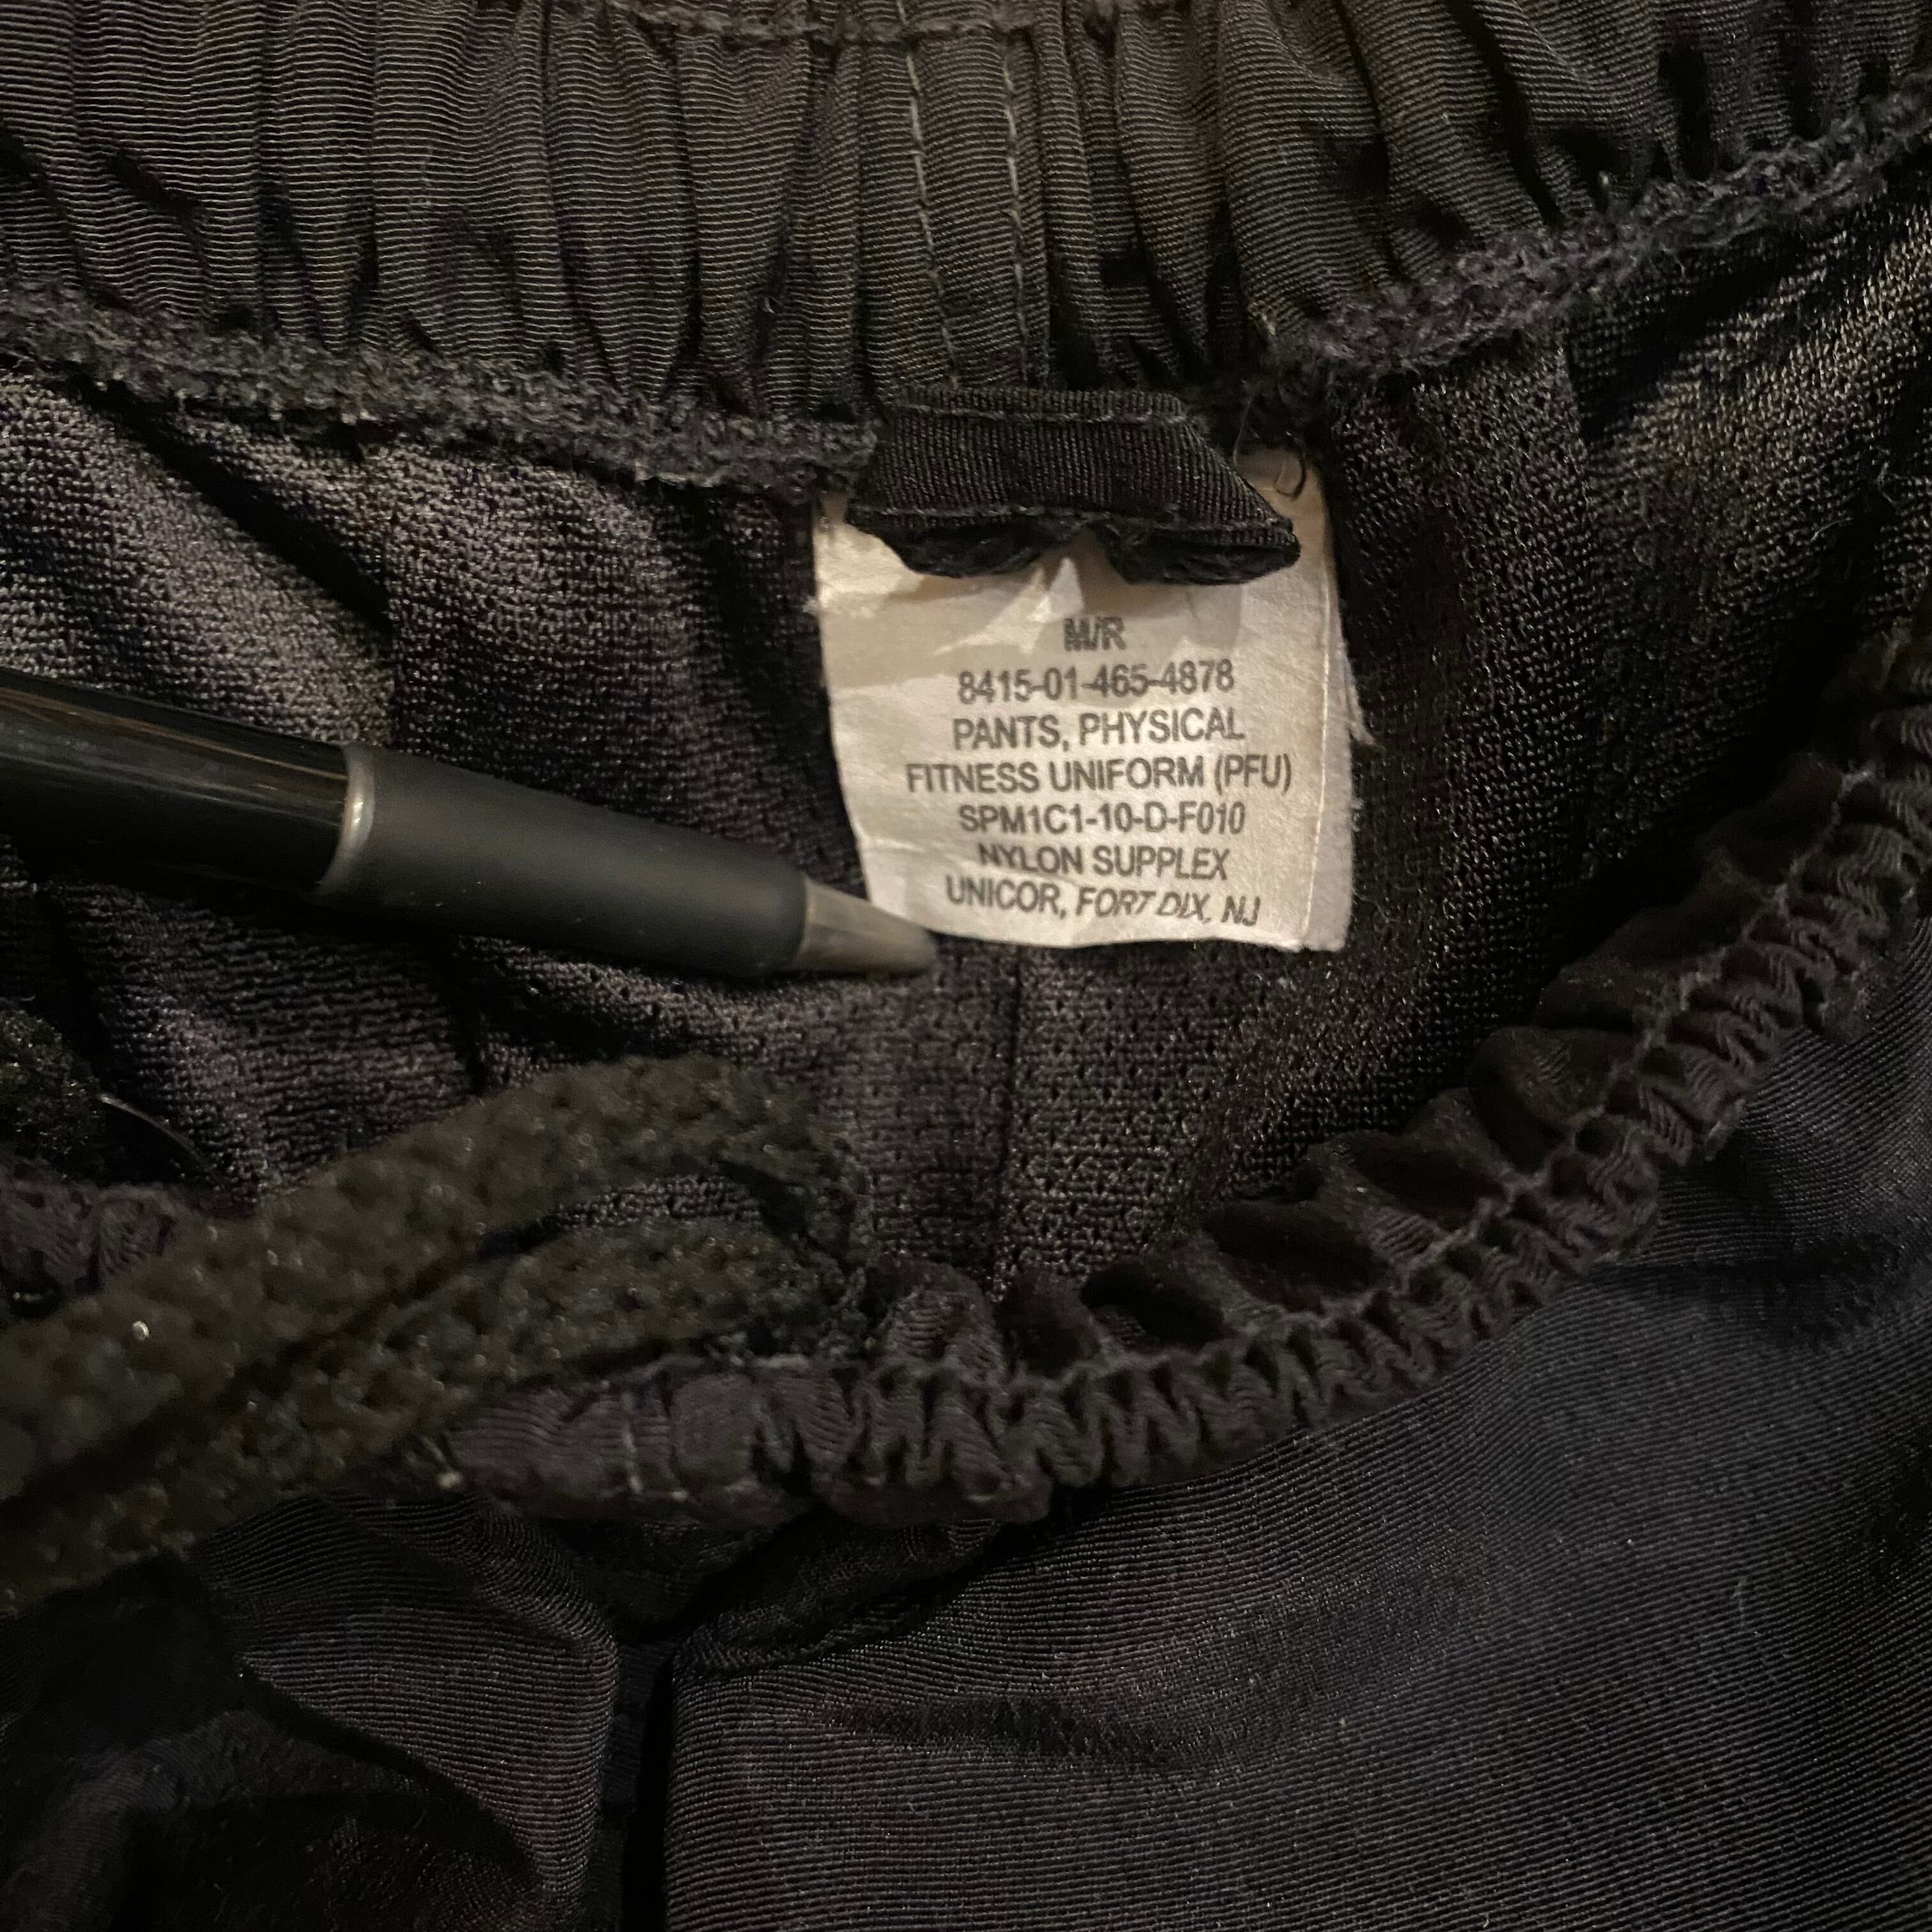 M/R
8415-01-465-4878
PANTS, PHYSICAL
FITNESS UNIFORM (PFU)
SPM1C1-10-D-F010
NYLON SUPPLEX
UNICOR, FORT DIX, NJ